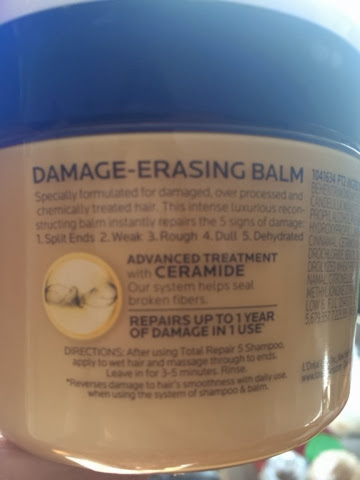 DAMAGE-ERASING BALM
Specially formulated for damaged, over processed and
chemically treated hair. This intense luxurious recon-
structing balm instantly repairs the 5 signs of damage:
1. Split Ends 2. Weak 3. Rough 4. Dull 5. Dehydrated
ADVANCED TREATMENT
with CERAMIDE
Our system helps seal
broken fibers.
REPAIRS UP TO 1 YEAR
OF DAMAGE IN 1 USE*
DIRECTIONS: After using Total Repair 5 Shampoo,
apply to wet hair and massage through to ends.
Leave in for 3-5 minutes. Rinse.
*Reverses damage to hair's smoothness with daily use,
when using the system of shampoo & balm.